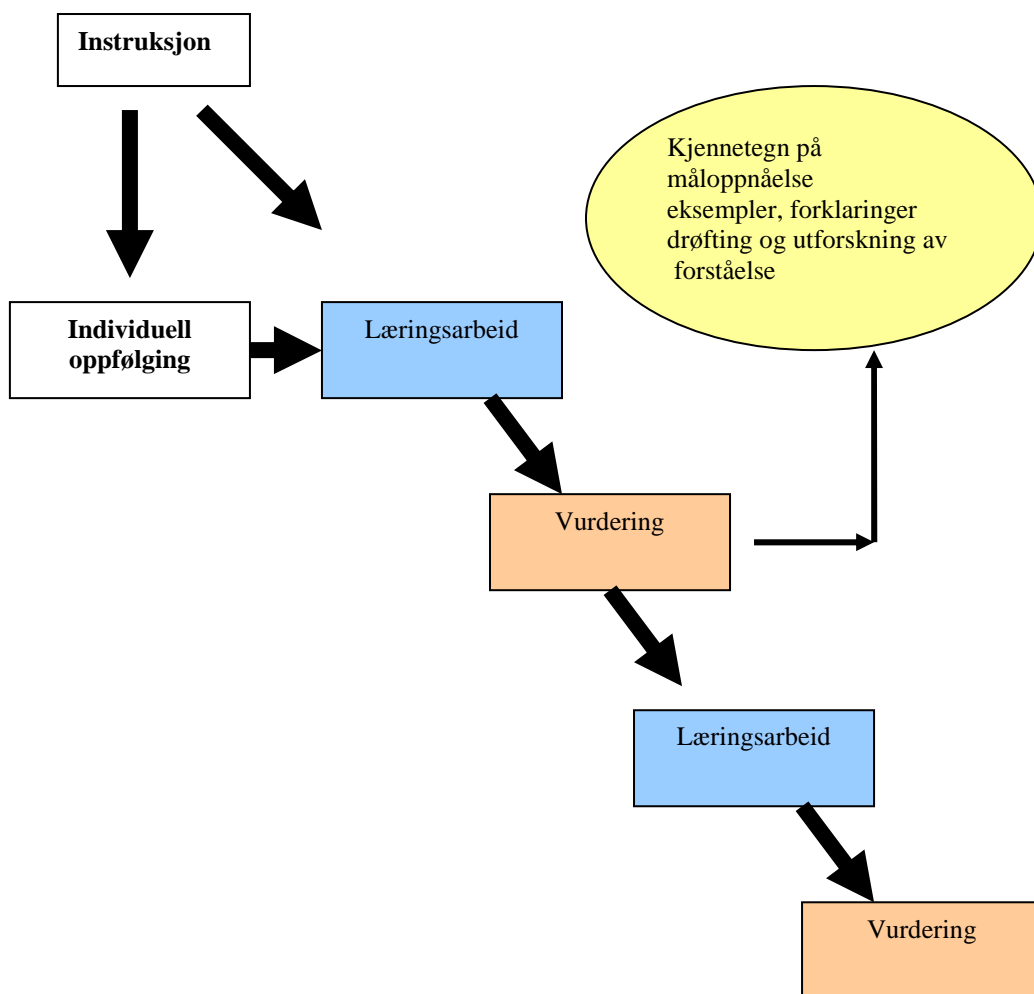 Instruksjon
Kjennetegn på
måloppnåelse
eksempler, forklaringer
drøfting og utforskning av
forståelse
Individuell
oppfølging
Læringsarbeid
Vurdering
Læringsarbeid
Vurdering